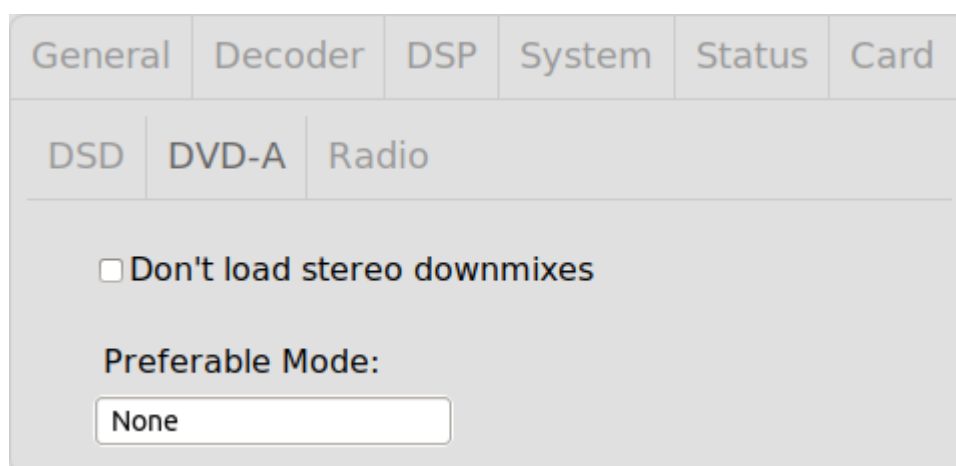 General Decoder DSP System Status Card
DSD DVD-A Radio
Don't load stereo downmixes
Preferable Mode:
None